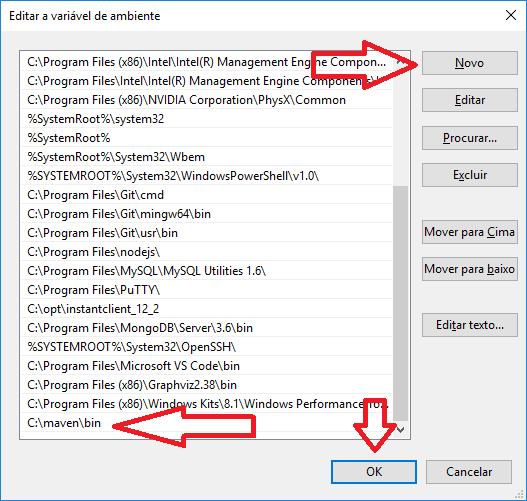 Editar a variável de ambiente
C:\Program Files (x86)\Intel\Intel(R) Management Engine Compon...
Novo
C:\Program Files (x86)\Intel\Intel(R) Management Engine Components\
C:\Program Files (x86)\NVIDIA Corporation\PhysX\Common
Editar
%SystemRoot%\system32
%SystemRoot%
Procurar...
%SystemRoot%\System32\Wbem
%SYSTEMROOT%\System32\WindowsPowerShell\v1.0\
Excluir
C:\Program Files\Git\cmd
C:\Program Files\Git\mingw64\bin
C:\Program Files\Git\usr\bin
Mover para Cima
C:\Program Files\nodejs\
C:\Program Files\MySQL\MySQL Utilities 1.6\
Mover para baixo
C:\Program Files\PuTTY\
C:\opt\instantclient_12_2
C:\Program Files\MongoDB\Server\3.6\bin
Editar texto...
%SYSTEMROOT%\System32\OpenSSH\
C:\Program Files\Microsoft VS Code\bin
C:\Program Files (x86)\Graphviz2.38\bin
C:\Program Files (x86)\Windows Kits\8.1\Windows Performance To...
C:\maven\bin
OK
Cancelar